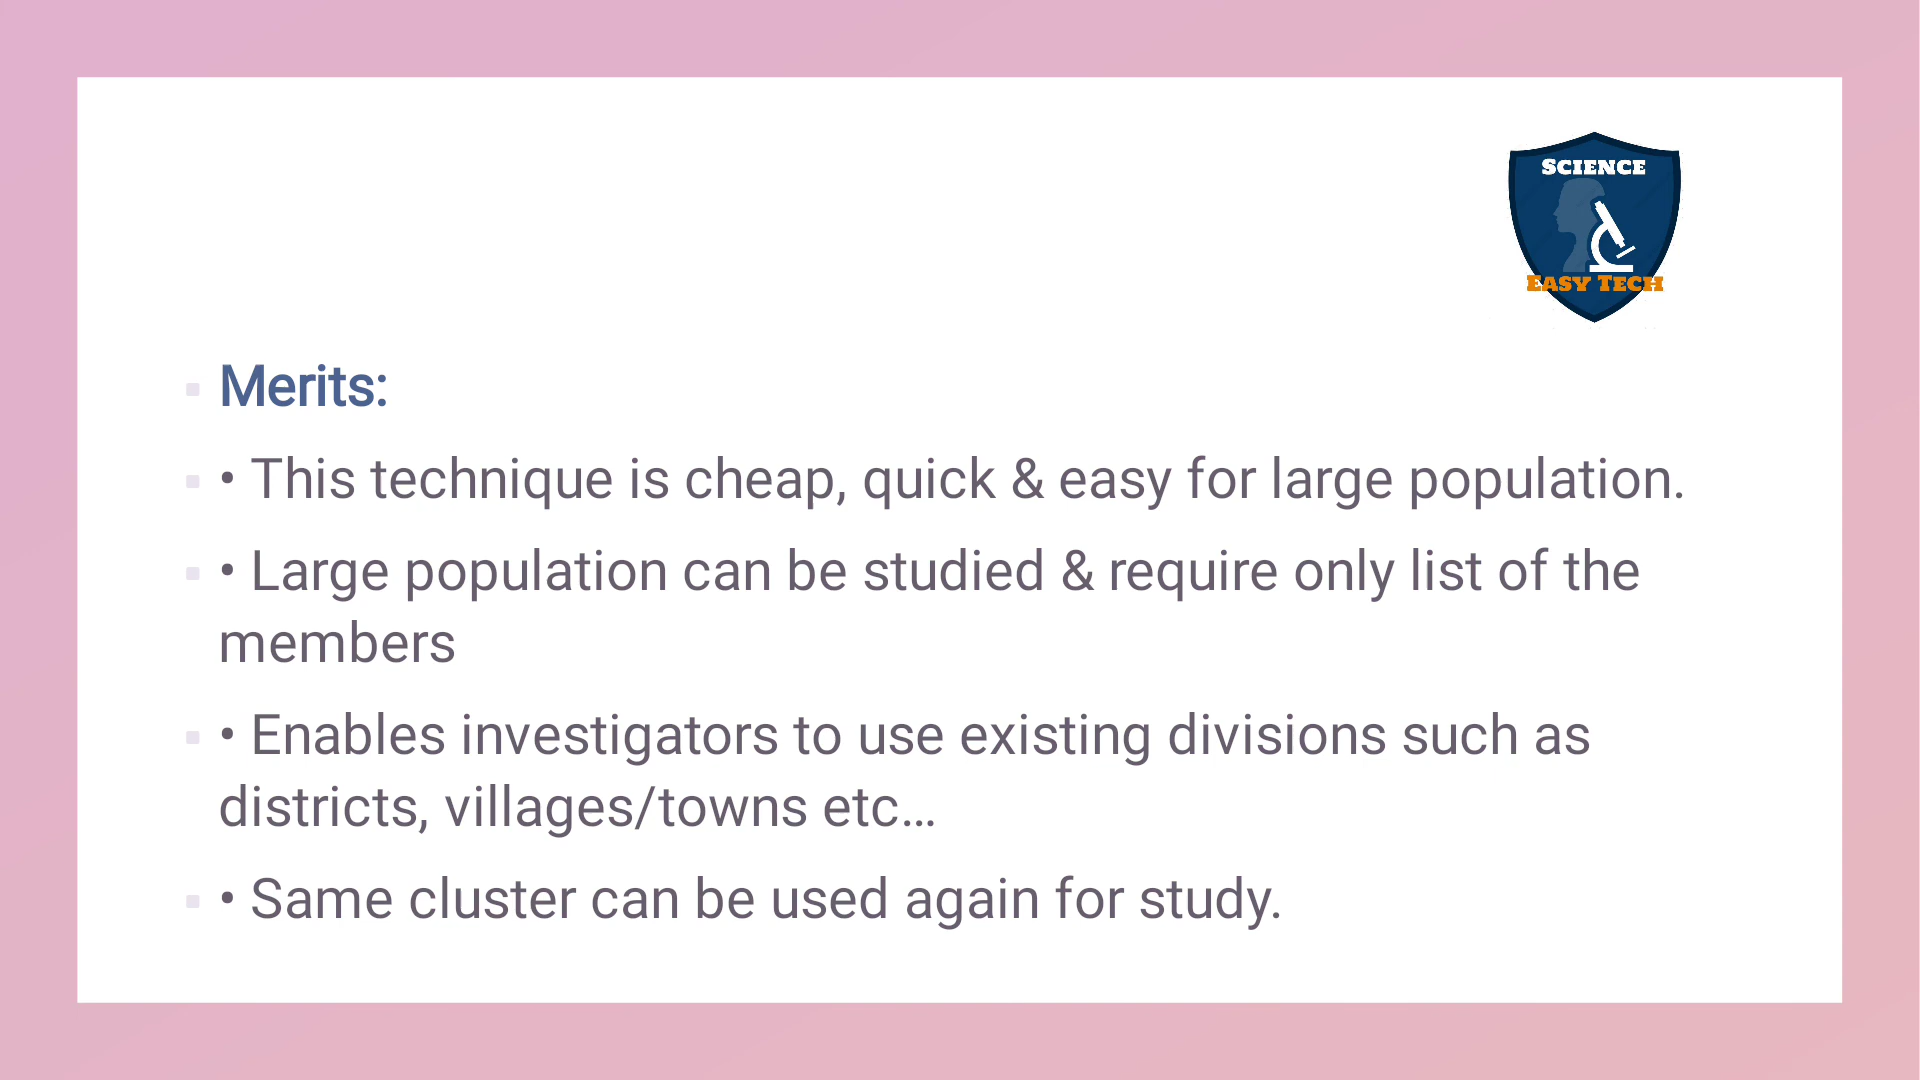 SCIENCE
EASY TECH
Merits:
• This technique is cheap, quick & easy for large population.
• Large population can be studied & require only list of the
members
• Enables investigators to use existing divisions such as
districts, villages/towns etc…
• Same cluster can be used again for study.